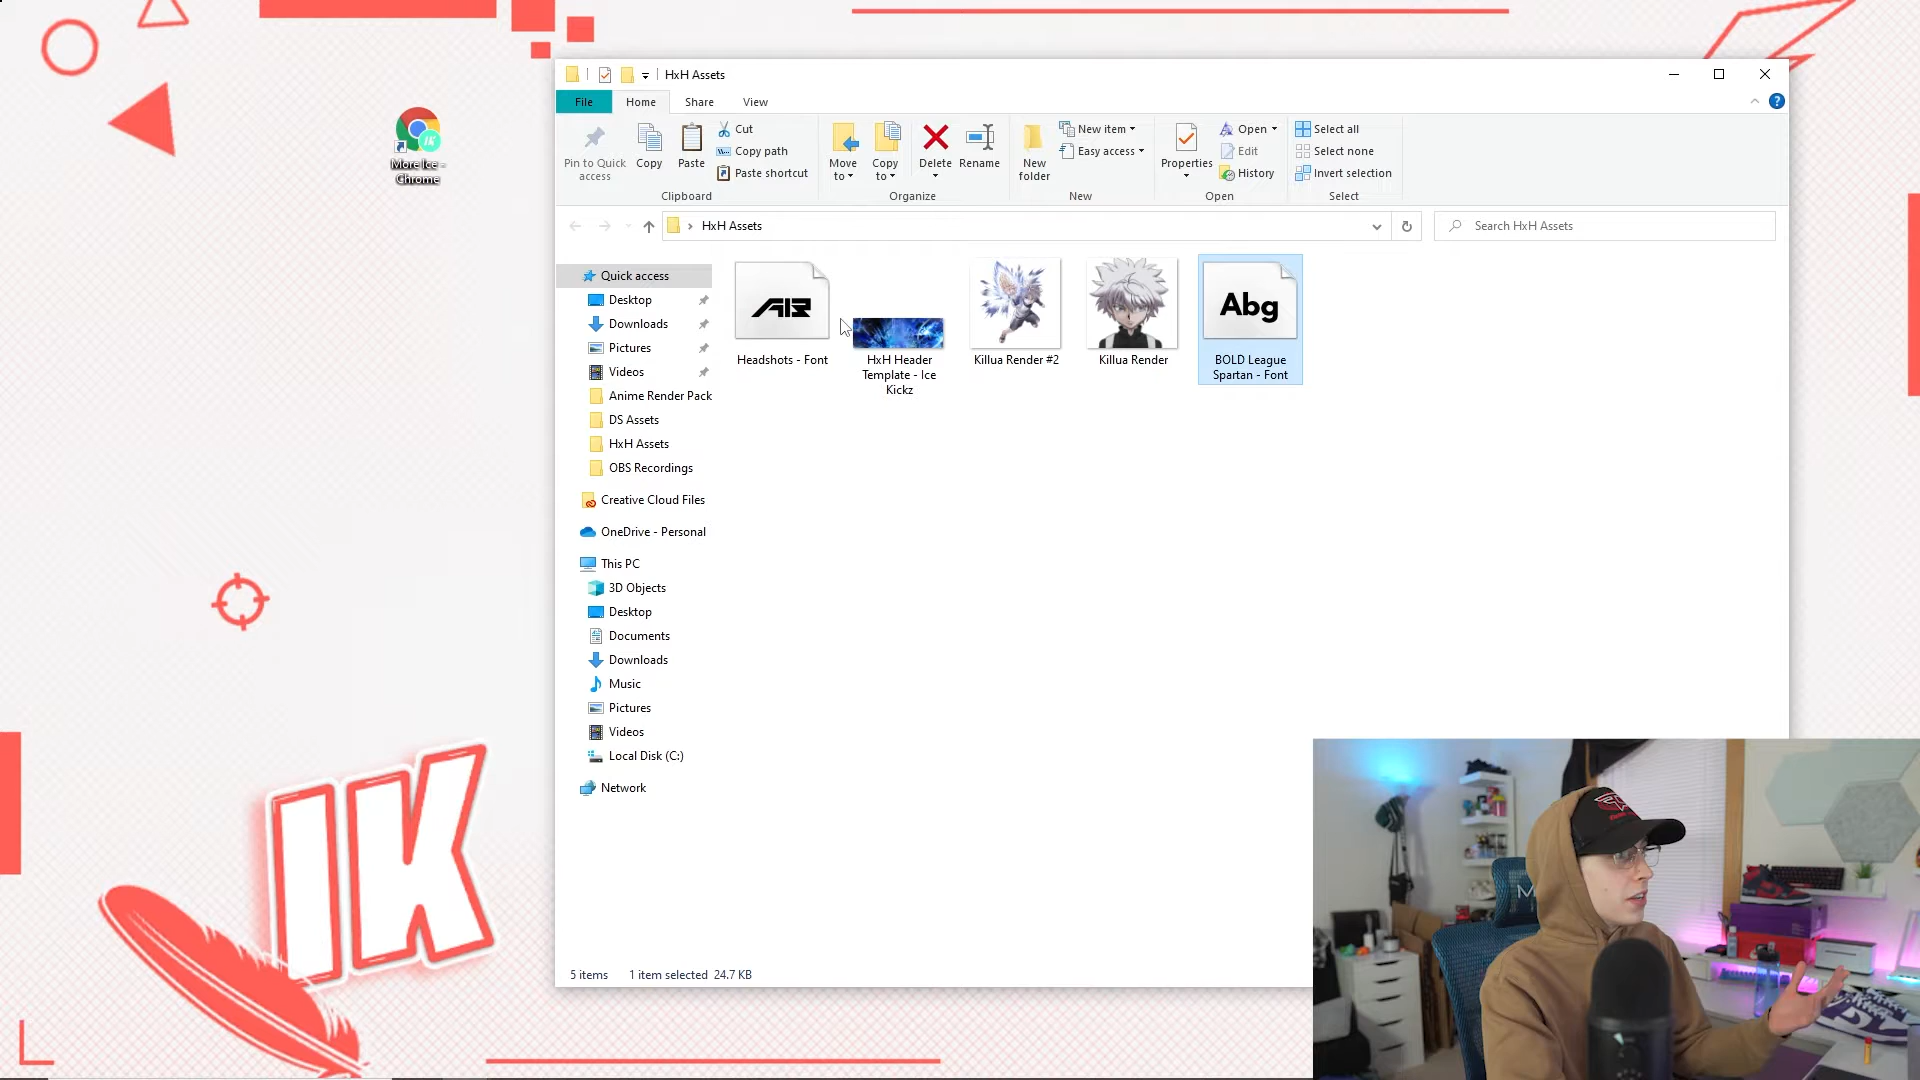 More Ice -
Chrome
HxH Assets
File
Home
Share
View
Pin to Quick
access
Copy
Paste
Cut
Copy path
Paste shortcut
Clipboard
Move
to
Copy
to
Delete
Rename
Organize
New
folder
New item
Easy access
New
Properties
Open
Edit
History
Open
Select all
Select none
Invert selection
Select
HxH Assets
Search HxH Assets
Quick access
Desktop
Downloads
Pictures
Videos
Anime Render Pack
DS Assets
HxH Assets
OBS Recordings
Creative Cloud Files
OneDrive - Personal
This PC
3D Objects
Desktop
Documents
Downloads
Music
Pictures
Videos
Local Disk (C:)
Network
AIR
Headshots - Font
HxH Header
Template - Ice
Kickz
Killua Render #2
Killua Render
Abg
BOLD League
Spartan - Font
5 items
1 item selected 24.7 KB
IK